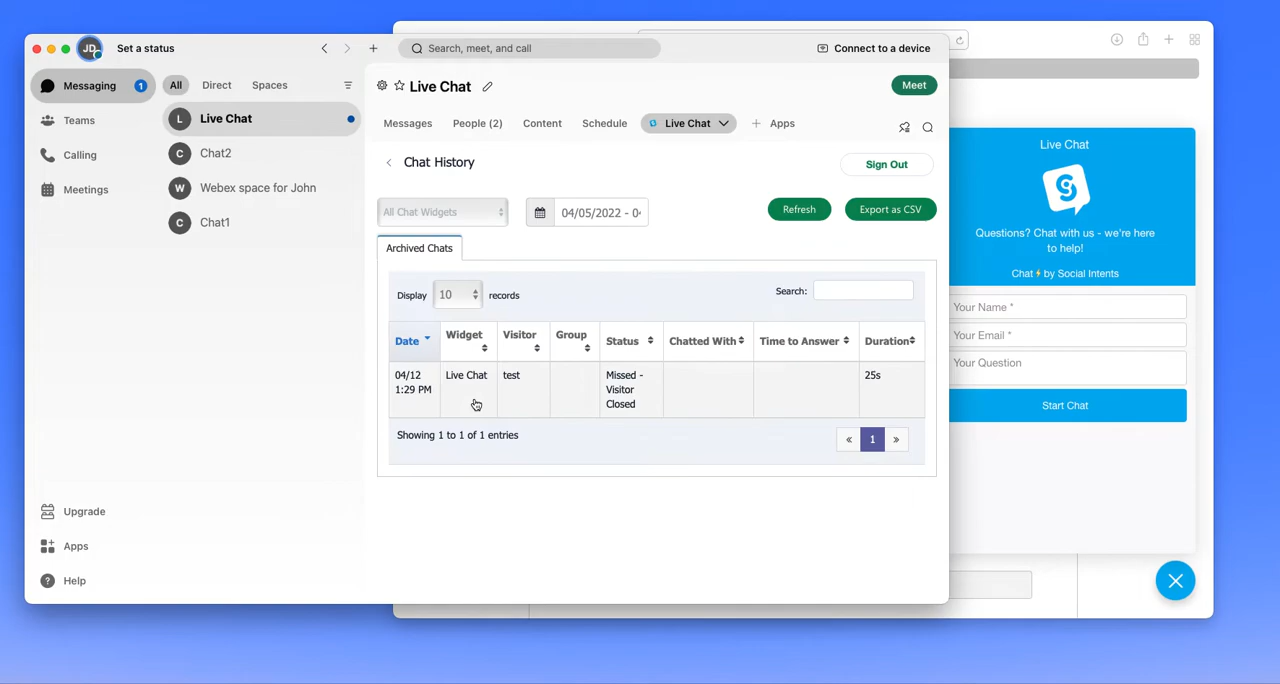 JD
Set a status
Search, meet, and call
Connect to a device
Messaging
1
Teams
Calling
Meetings
Upgrade
Apps
Help
All
Direct
Spaces
L
Live Chat
C
Chat2
W
Webex space for John
C
Chat1
Live Chat
Meet
Messages
People (2)
Content
Schedule
Live Chat
Apps
Chat History
Sign Out
All Chat Widgets
04/05/2022 -
Refresh
Export as CSV
Archived Chats
Display
10
records
Search:
Date
Widget
Visitor
Group
Status
Chatted With
Time to Answer
Duration
04/12
1:29 PM
Live Chat
test
Missed -
Visitor
Closed
25s
Showing 1 to 1 of 1 entries
«
1
»
Live Chat
Questions? Chat with us - we're here
to help!
Chat⚡by Social Intents
Your Name *
Your Email *
Your Question
Start Chat